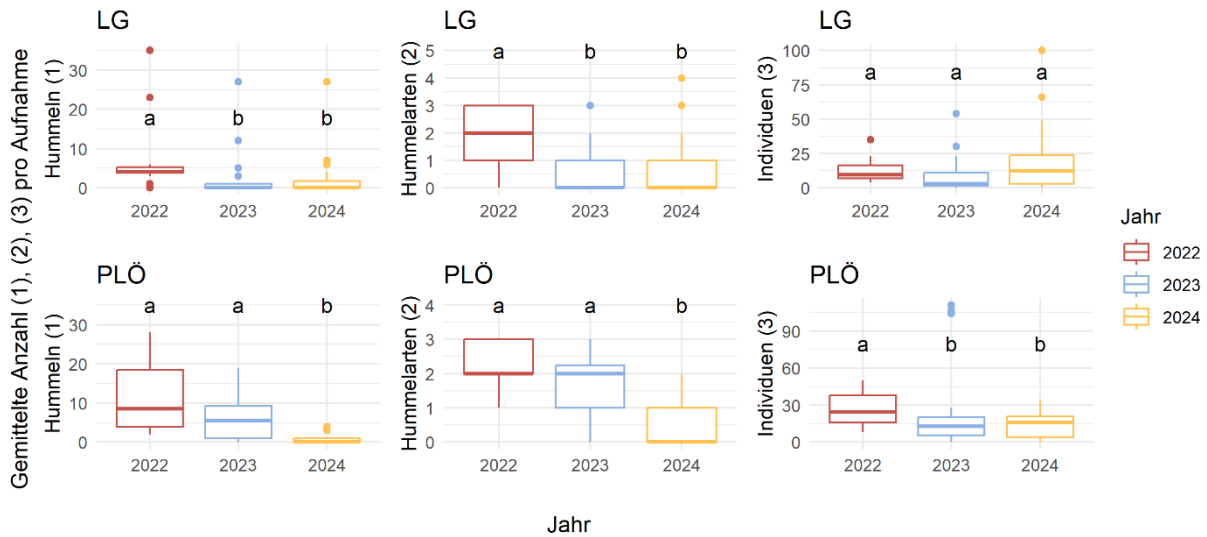 Gemittelte Anzahl (1), (2), (3) pro Aufnahme
LG
Hummeln (1)
30
20
10
0
a
b
b
2022
2023
2024
LG
Hummelarten (2)
5
4
3
2
1
0
a
b
b
2022
2023
2024
LG
Individuen (3)
100
75
50
25
0
a
a
a
2022
2023
2024
PLÖ
Hummeln (1)
30
20
10
0
a
a
b
2022
2023
2024
PLÖ
Hummelarten (2)
4
3
2
1
0
a
a
b
2022
2023
2024
PLÖ
Individuen (3)
90
60
30
0
a
b
b
2022
2023
2024
Jahr
Jahr
2022
2023
2024